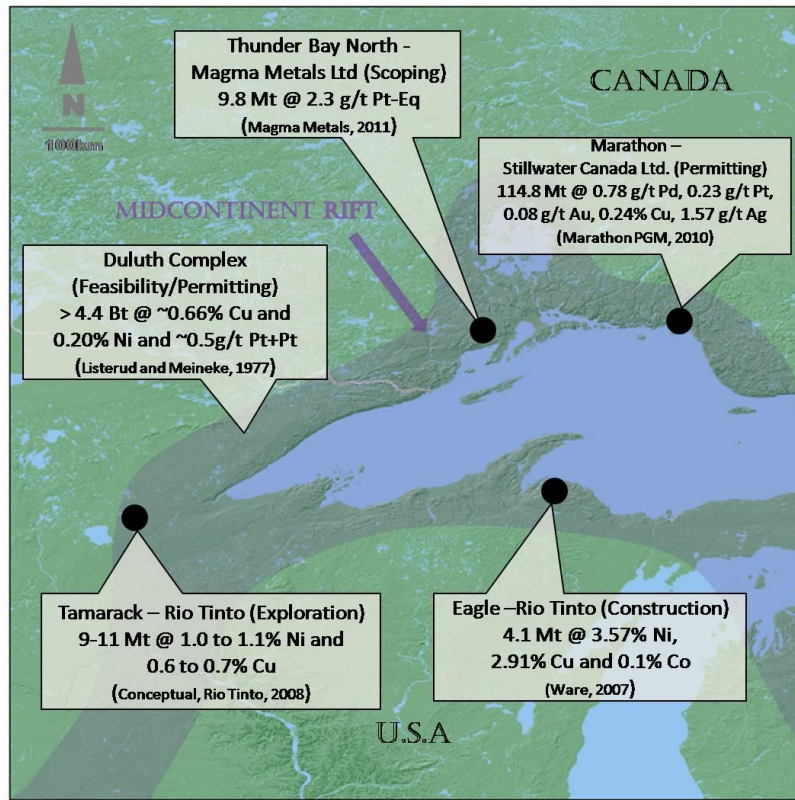 Thunder Bay North -
Magma Metals Ltd (Scoping)
9.8 Mt @ 2.3 g/t Pt-Eq
(Magma Metals, 2011)
CANADA
N
100km
Marathon –
Stillwater Canada Ltd. (Permitting)
114.8 Mt @ 0.78 g/t Pd, 0.23 g/t Pt,
0.08 g/t Au, 0.24% Cu, 1.57 g/t Ag
(Marathon PGM, 2010)
MIDCONTINENT RIFT
Duluth Complex
(Feasibility/Permitting)
> 4.4 Bt @ ~0.66% Cu and
0.20% Ni and ~0.5g/t Pt+Pt
(Listerud and Meineke, 1977)
Tamarack – Rio Tinto (Exploration)
9-11 Mt @ 1.0 to 1.1% Ni and
0.6 to 0.7% Cu
(Conceptual, Rio Tinto, 2008)
Eagle –Rio Tinto (Construction)
4.1 Mt @ 3.57% Ni,
2.91% Cu and 0.1% Co
(Ware, 2007)
U.S.A